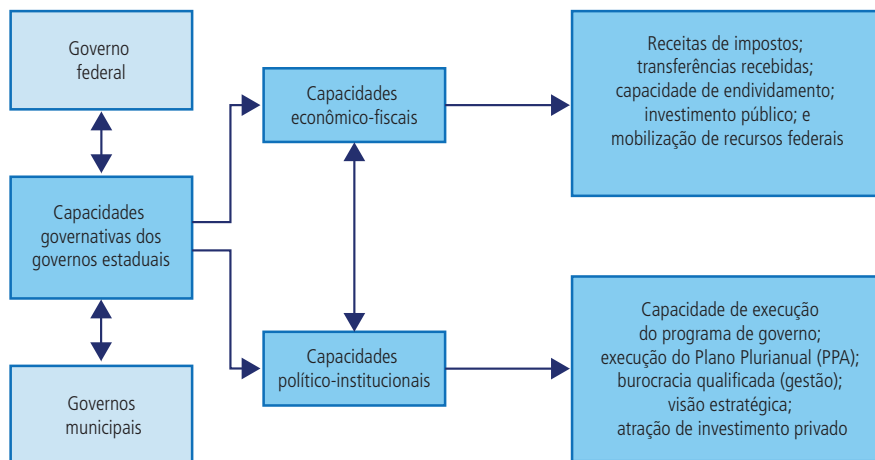 Governo
federal
Capacidades
governativas dos
governos estaduais
Governos
municipais
Capacidades
econômico-fiscais
Capacidades
político-institucionais
Receitas de impostos;
transferências recebidas;
capacidade de endividamento;
investimento público; e
mobilização de recursos federais
Capacidade de execução
do programa de governo;
execução do Plano Plurianual (PPA);
burocracia qualificada (gestão);
visão estratégica;
atração de investimento privado